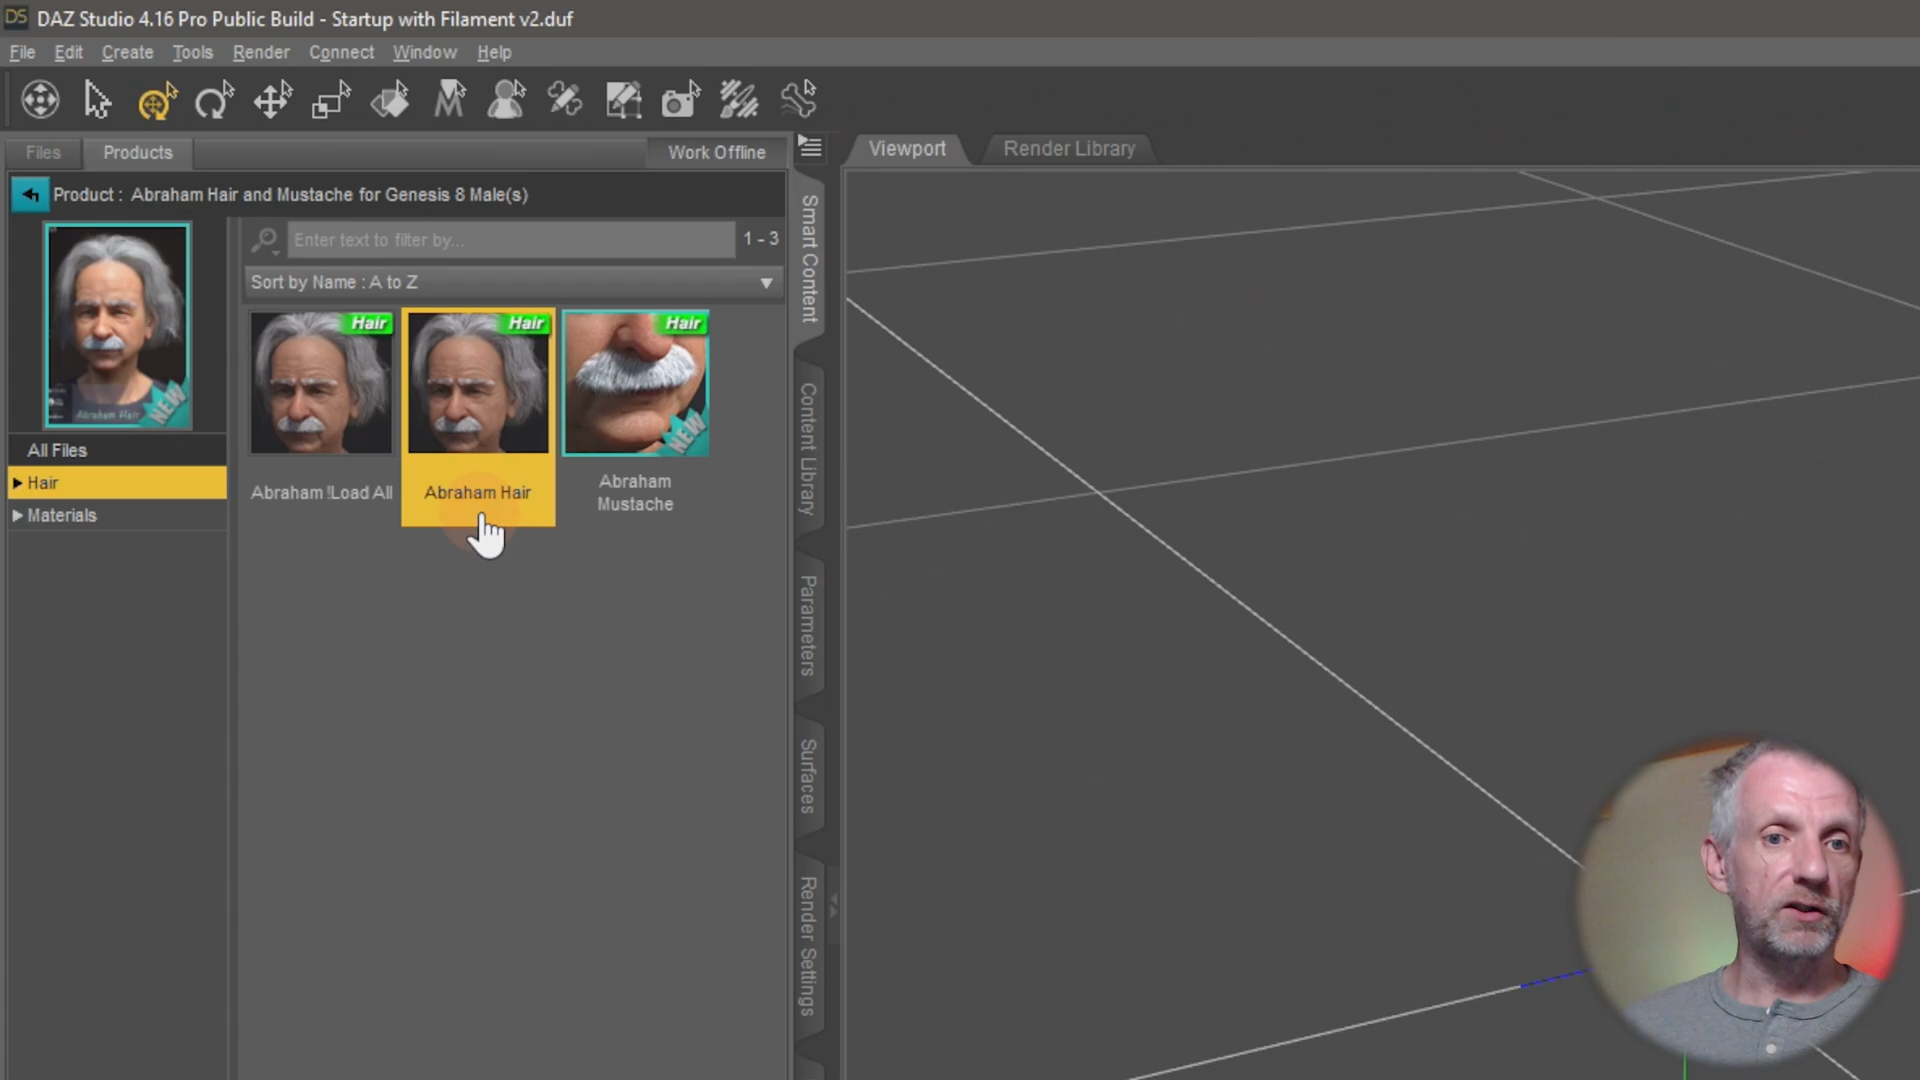 DS DAZ Studio 4.16 Pro Public Build - Startup with Filament v2.duf
File Edit Create Tools Render Connect Window Help
Files Products Work Offline
Viewport Render Library
Product : Abraham Hair and Mustache for Genesis 8 Male(s)
Enter text to filter by... 1 - 3
Sort by Name : A to Z
Hair
Hair
Hair
NEW
Abraham Hair
NEW
All Files
Hair
Materials
Abraham !Load All
Abraham Hair
Abraham
Mustache
Smart Content
Content Library
Parameters
Surfaces
Render Settings